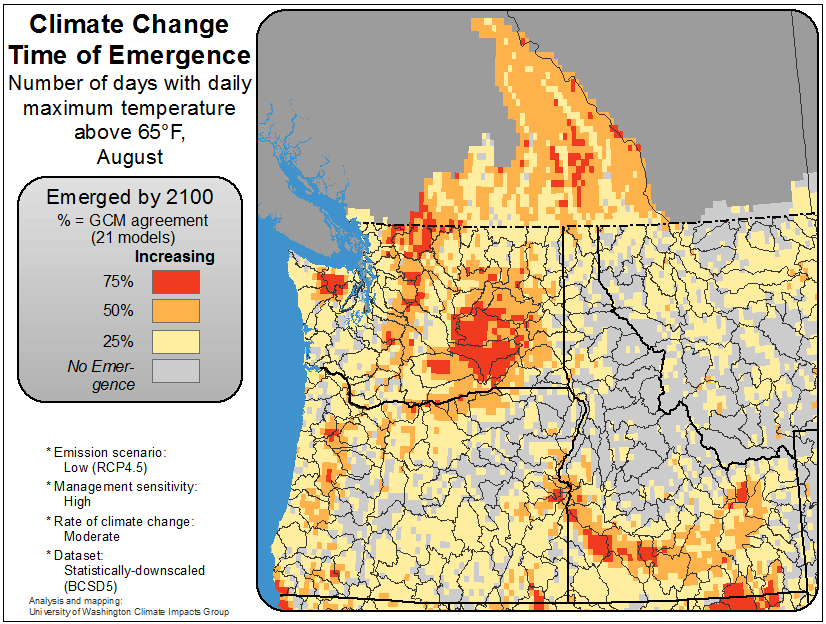 Climate Change
Time of Emergence
Number of days with daily
maximum temperature
above 65°F,
August
Emerged by 2100
% = GCM agreement
(21 models)
Increasing
75%
50%
25%
No Emer-
gence
* Emission scenario:
Low (RCP4.5)
* Management sensitivity:
High
* Rate of climate change:
Moderate
* Dataset:
Statistically-downscaled
(BCSD5)
Analysis and mapping:
University of Washington Climate Impacts Group